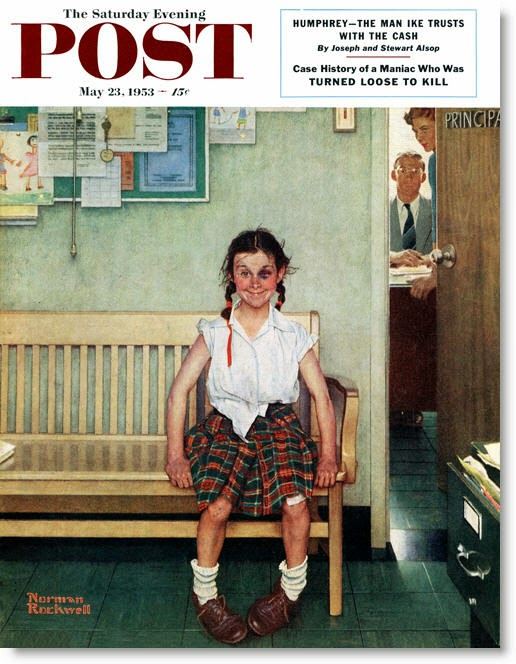 The Saturday Evening
POST
May 23, 1953 – 15¢
HUMPHREY—THE MAN IKE TRUSTS
WITH THE CASH
By Joseph and Stewart Alsop
Case History of a Maniac Who Was
TURNED LOOSE TO KILL
PRINCIPA
Norman
Rockwell